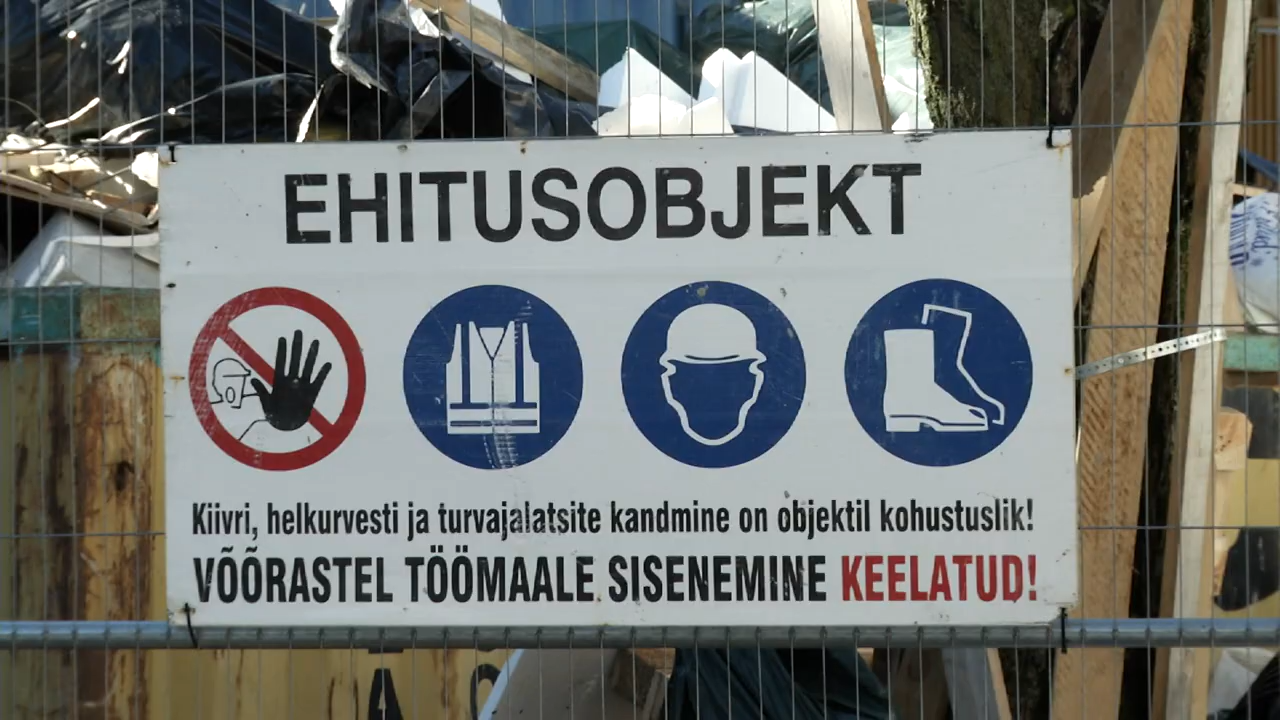 EHITUSOBJEKT
Kiivri, helkurvesti ja turvajalatsite kandmine on objektil kohustuslik!
VÕÕRASTEL TÖÖMAALE SISENEMINE KEELATUD!